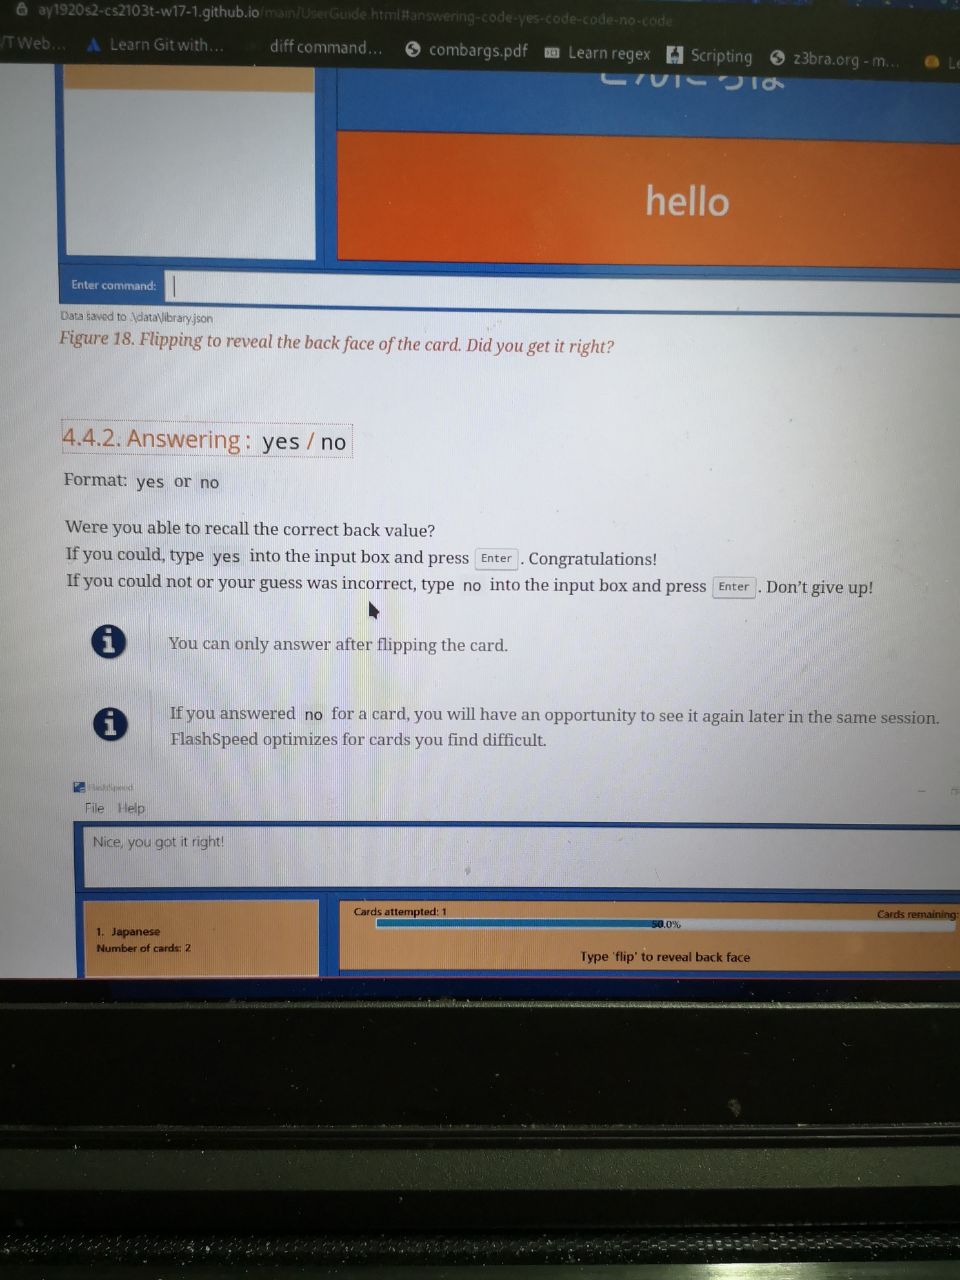 ay1920s2-cs2103t-w17-1.github.io/main/UserGuide.html#answering-code-yes-code-code-no-code
Web... Learn Git with... diff command... combargs.pdf Learn regex Scripting z3bra.org - m...
hello
Enter command:
Data saved to .\data\library.json
Figure 18. Flipping to reveal the back face of the card. Did you get it right?
4.4.2. Answering: yes / no
Format: yes or no
Were you able to recall the correct back value?
If you could, type yes into the input box and press Enter. Congratulations!
If you could not or your guess was incorrect, type no into the input box and press Enter. Don't give up!
You can only answer after flipping the card.
If you answered no for a card, you will have an opportunity to see it again later in the same session.
FlashSpeed optimizes for cards you find difficult.
FlashSpeed
File Help
Nice, you got it right!
Cards attempted: 1 Cards remaining:
50.0%
1. Japanese
Number of cards: 2
Type 'flip' to reveal back face